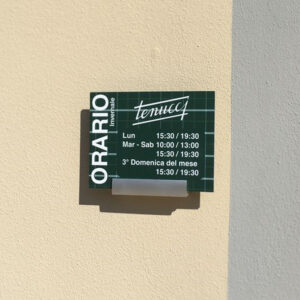 ORARIO
Invernale
Tenucci
Lun 15:30 / 19:30
Mar - Sab 10:00 / 13:00
15:30 / 19:30
3° Domenica del mese
15:30 / 19:30